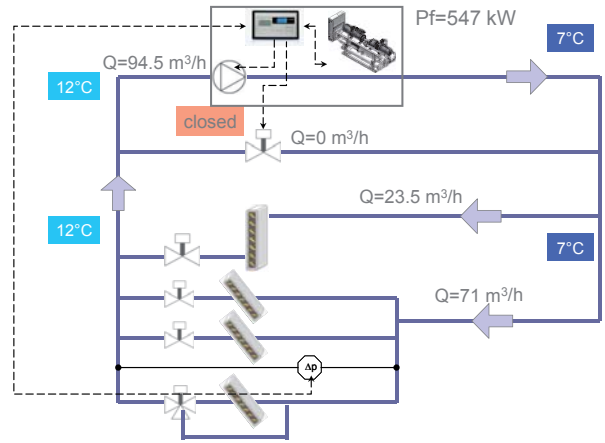 Pf=547 kW
7°C
Q=94.5 m³/h
12°C
closed
Q=0 m³/h
Q=23.5 m³/h
12°C
7°C
Q=71 m³/h
Δp